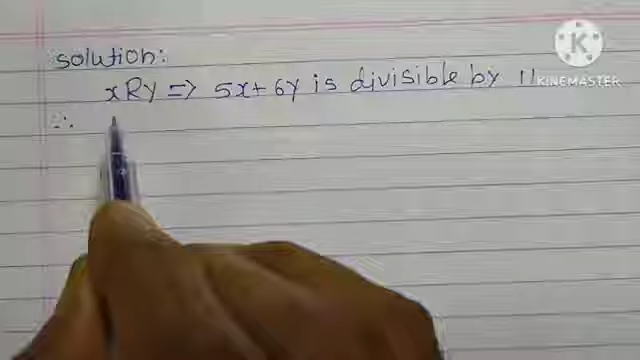 solution:
xRy => 5x+6y is divisible by 11
∴
K
KINEMASTER